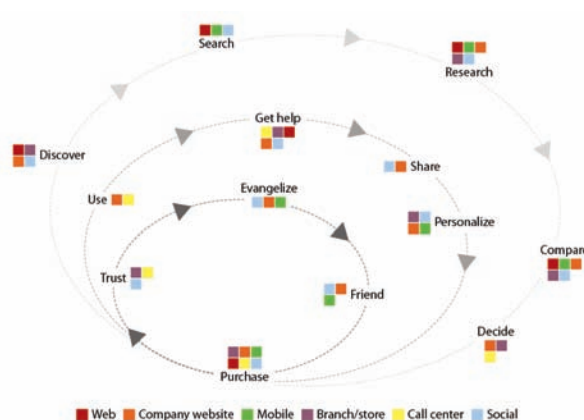 Search
Research
Get help
Discover
Share
Use
Evangelize
Personalize
Compare
Trust
Friend
Decide
Purchase
Web Company website Mobile Branch/store Call center Social